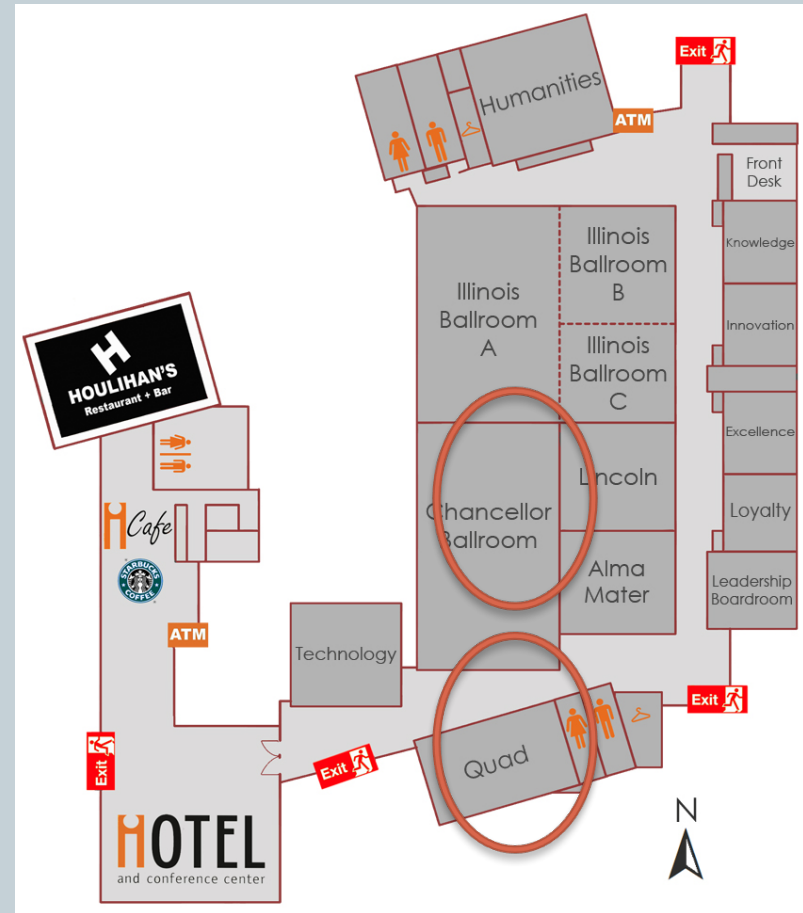 Exit
Humanities
ATM
Front
Desk
Knowledge
Illinois
Ballroom
B
Illinois
Ballroom
A
Innovation
Illinois
Ballroom
C
H
HOULIHAN'S
Restaurant + Bar
Excellence
Lincoln
Chancellor
Ballroom
Loyalty
H Cafe
STARBUCKS
COFFEE
Alma
Mater
Leadership
Boardroom
ATM
Technology
Exit
Quad
Exit
Exit
N
HOTEL
and conference center